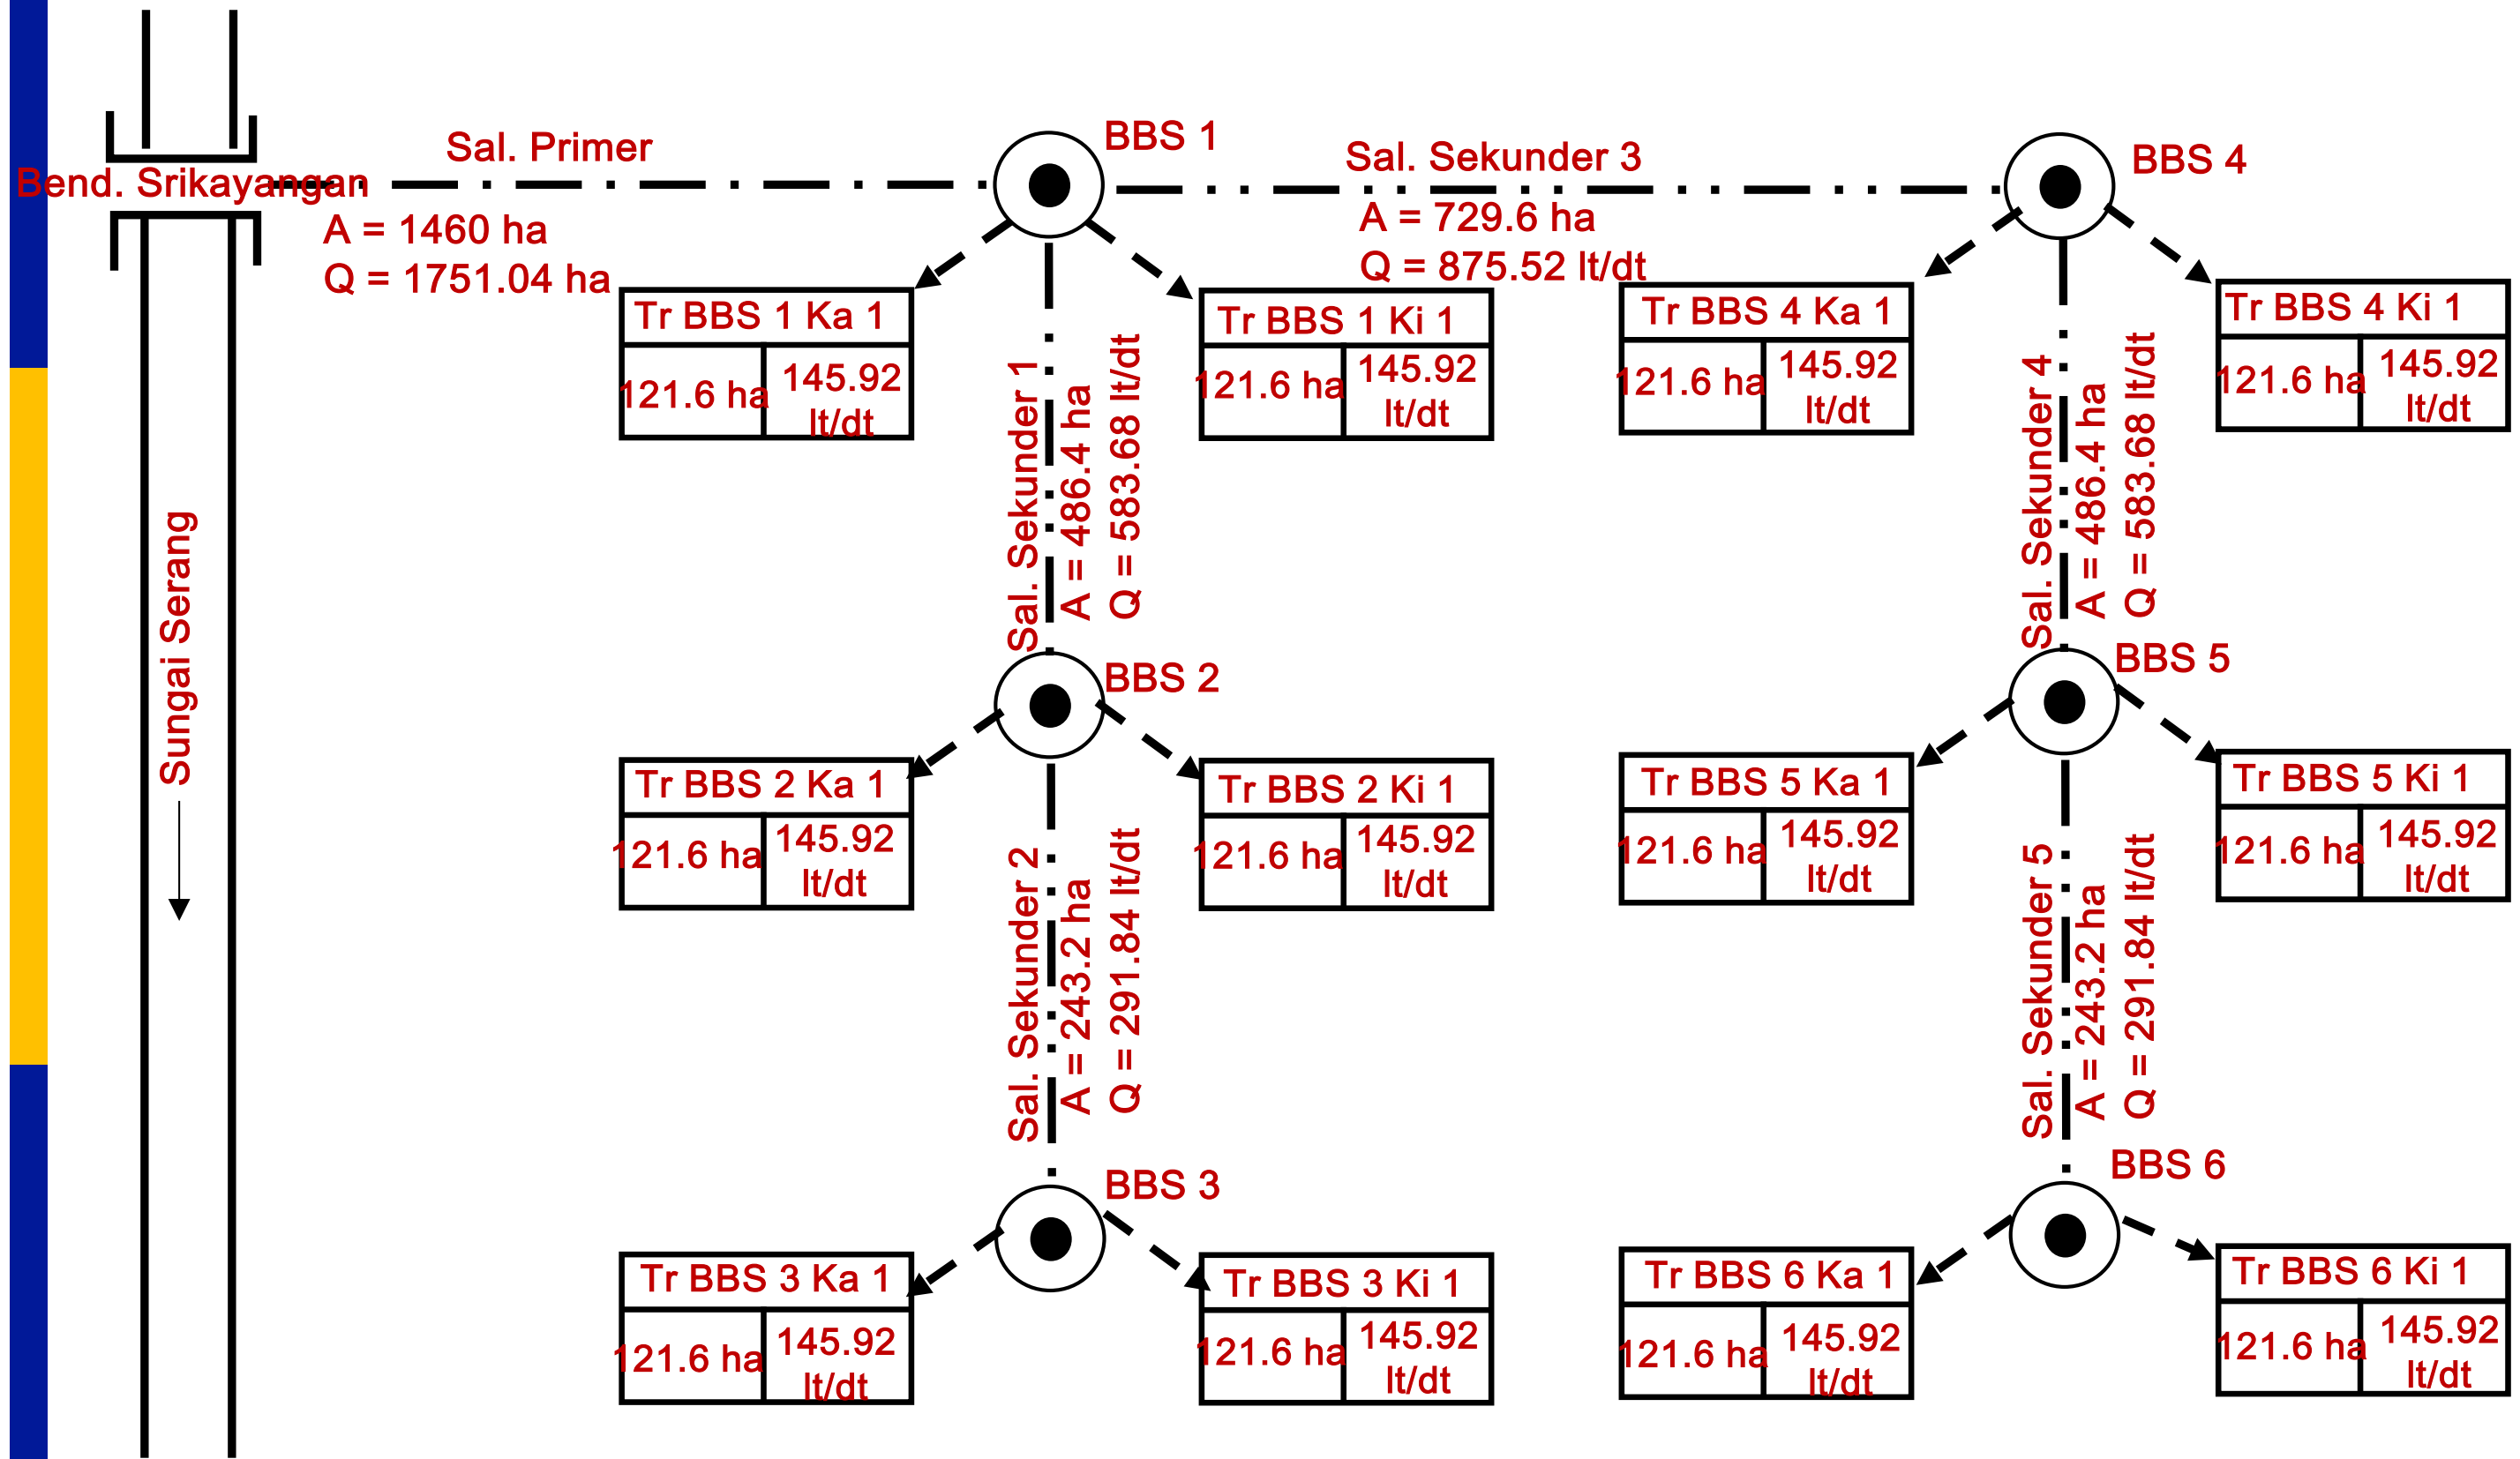 Bend. Srikayangan
Sungai Serang
Sal. Primer
A = 1460 ha
Q = 1751.04 ha
BBS 1
Sal. Sekunder 3
A = 729.6 ha
Q = 875.52 lt/dt
BBS 4
Tr BBS 1 Ka 1
121.6 ha
145.92
lt/dt
Tr BBS 1 Ki 1
121.6 ha
145.92
lt/dt
Tr BBS 4 Ka 1
121.6 ha
145.92
lt/dt
Tr BBS 4 Ki 1
121.6 ha
145.92
lt/dt
Sal. Sekunder 1
A = 486.4 ha
Q = 583.68 lt/dt
Sal. Sekunder 4
A = 486.4 ha
Q = 583.68 lt/dt
BBS 2
BBS 5
Tr BBS 2 Ka 1
121.6 ha
145.92
lt/dt
Tr BBS 2 Ki 1
121.6 ha
145.92
lt/dt
Tr BBS 5 Ka 1
121.6 ha
145.92
lt/dt
Tr BBS 5 Ki 1
121.6 ha
145.92
lt/dt
Sal. Sekunder 2
A = 243.2 ha
Q = 291.84 lt/dt
Sal. Sekunder 5
A = 243.2 ha
Q = 291.84 lt/dt
BBS 3
BBS 6
Tr BBS 3 Ka 1
121.6 ha
145.92
lt/dt
Tr BBS 3 Ki 1
121.6 ha
145.92
lt/dt
Tr BBS 6 Ka 1
121.6 ha
145.92
lt/dt
Tr BBS 6 Ki 1
121.6 ha
145.92
lt/dt